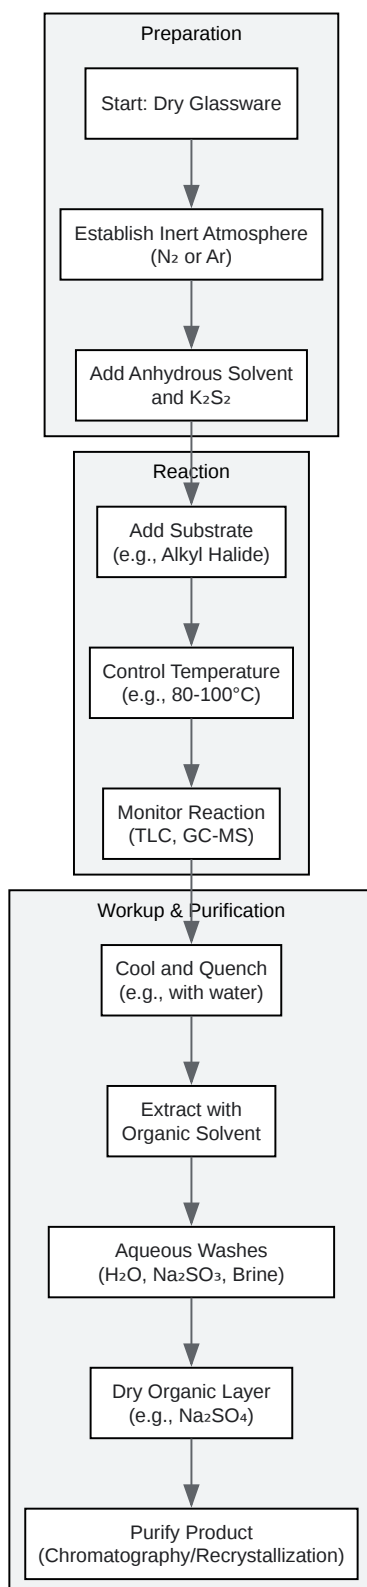 Preparation
Start: Dry Glassware
Establish Inert Atmosphere
(N₂ or Ar)
Add Anhydrous Solvent
and K₂S₂
Reaction
Add Substrate
(e.g., Alkyl Halide)
Control Temperature
(e.g., 80-100°C)
Monitor Reaction
(TLC, GC-MS)
Workup & Purification
Cool and Quench
(e.g., with water)
Extract with
Organic Solvent
Aqueous Washes
(H₂O, Na₂SO₃, Brine)
Dry Organic Layer
(e.g., Na₂SO₄)
Purify Product
(Chromatography/Recrystallization)